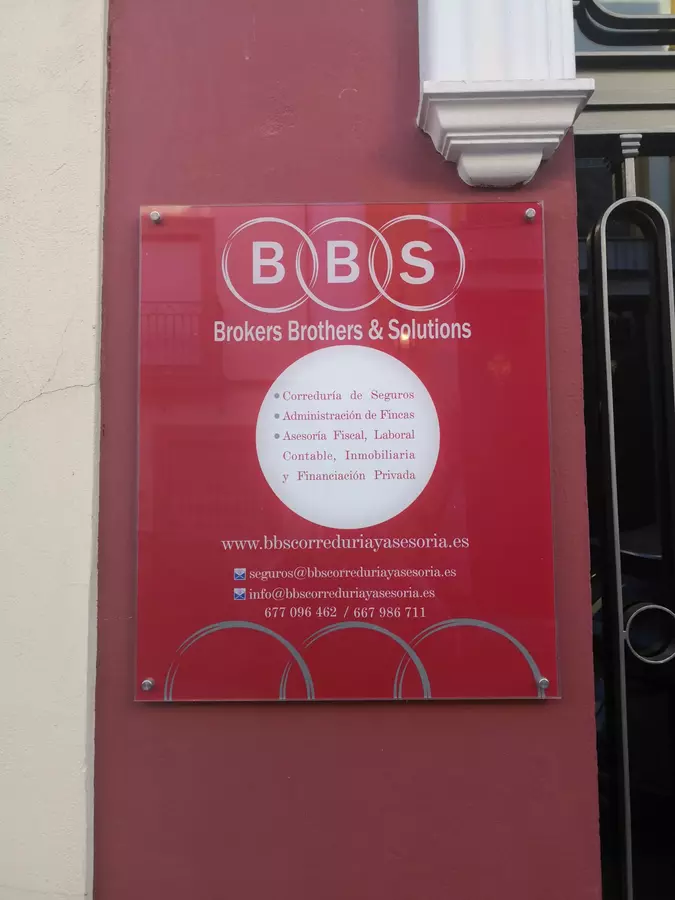 B B S
Brokers Brothers & Solutions
• Correduría de Seguros
• Administración de Fincas
• Asesoría Fiscal, Laboral
Contable, Inmobiliaria
y Financiación Privada
www.bbscorreduriayasesoria.es
seguros@bbscorreduriayasesoria.es
info@bbscorreduriayasesoria.es
677 096 462 / 667 986 711